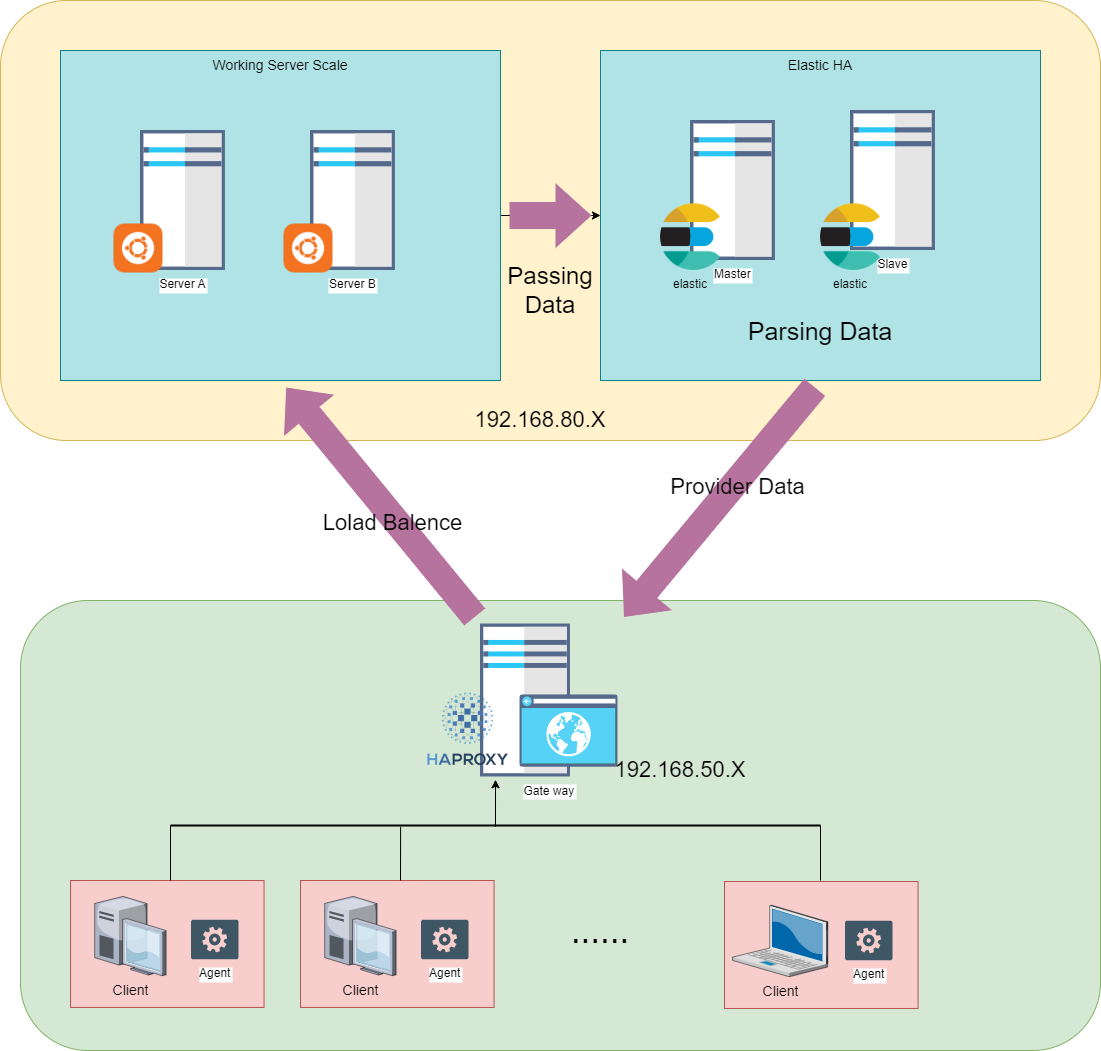 Working Server Scale
Elastic HA
Server A
Server B
Passing
Data
elastic
Master
elastic
Slave
Parsing Data
192.168.80.X
Provider Data
Lolad Balence
HAPROXY
192.168.50.X
Gate way
Client
Agent
Client
Agent
......
Client
Agent